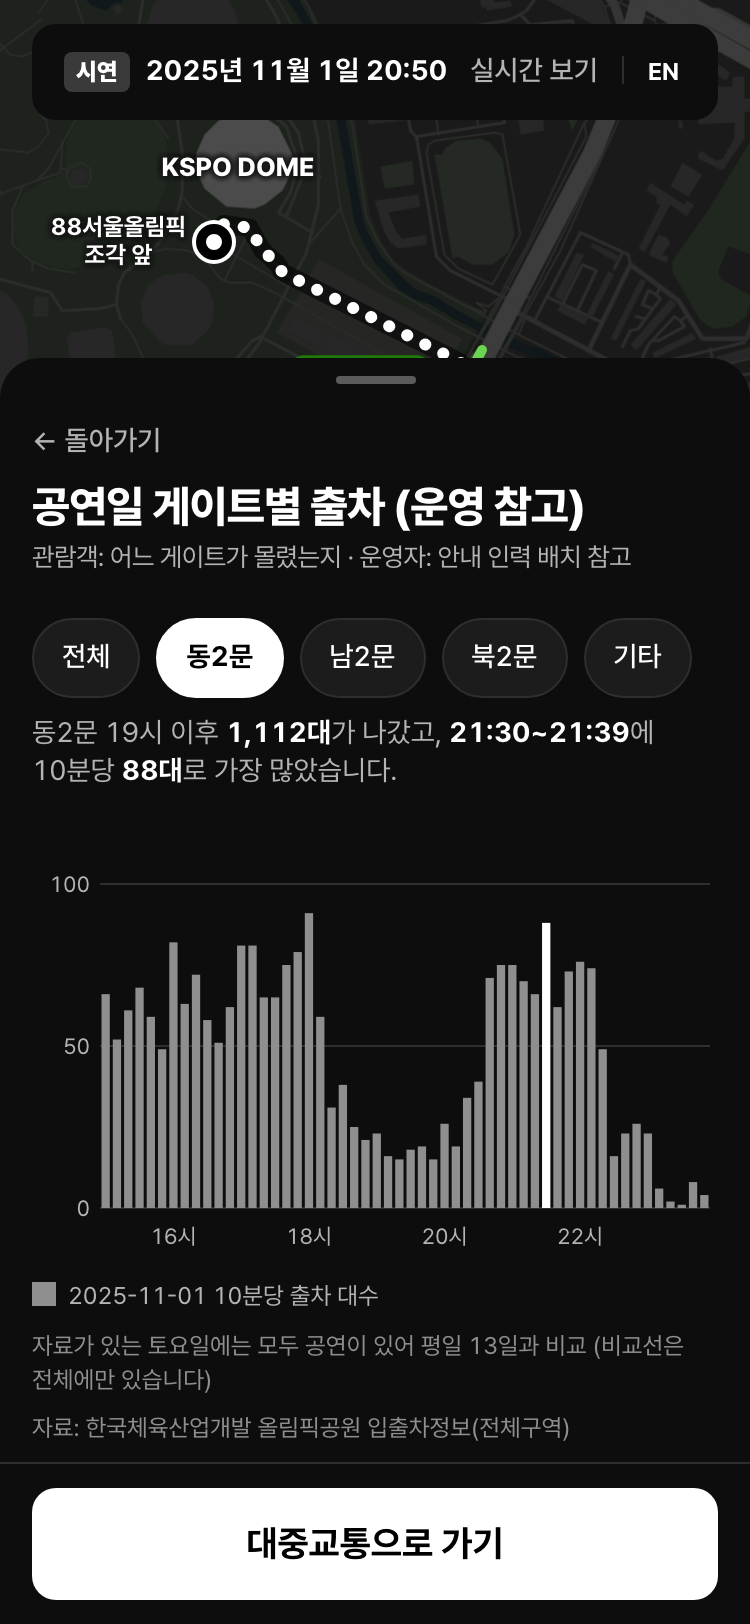 시연 2025년 11월 1일 20:50 실시간 보기 EN
KSPO DOME
88서울올림픽
조각 앞
← 돌아가기
공연일 게이트별 출차 (운영 참고)
관람객: 어느 게이트가 몰렸는지 · 운영자: 안내 인력 배치 참고
전체 동2문 남2문 북2문 기타
동2문 19시 이후 1,112대가 나갔고, 21:30~21:39에
10분당 88대로 가장 많았습니다.
100
50
0
16시 18시 20시 22시
2025-11-01 10분당 출차 대수
자료가 있는 토요일에는 모두 공연이 있어 평일 13일과 비교 (비교선은
전체에만 있습니다)
자료: 한국체육산업개발 올림픽공원 입출차정보(전체구역)
대중교통으로 가기